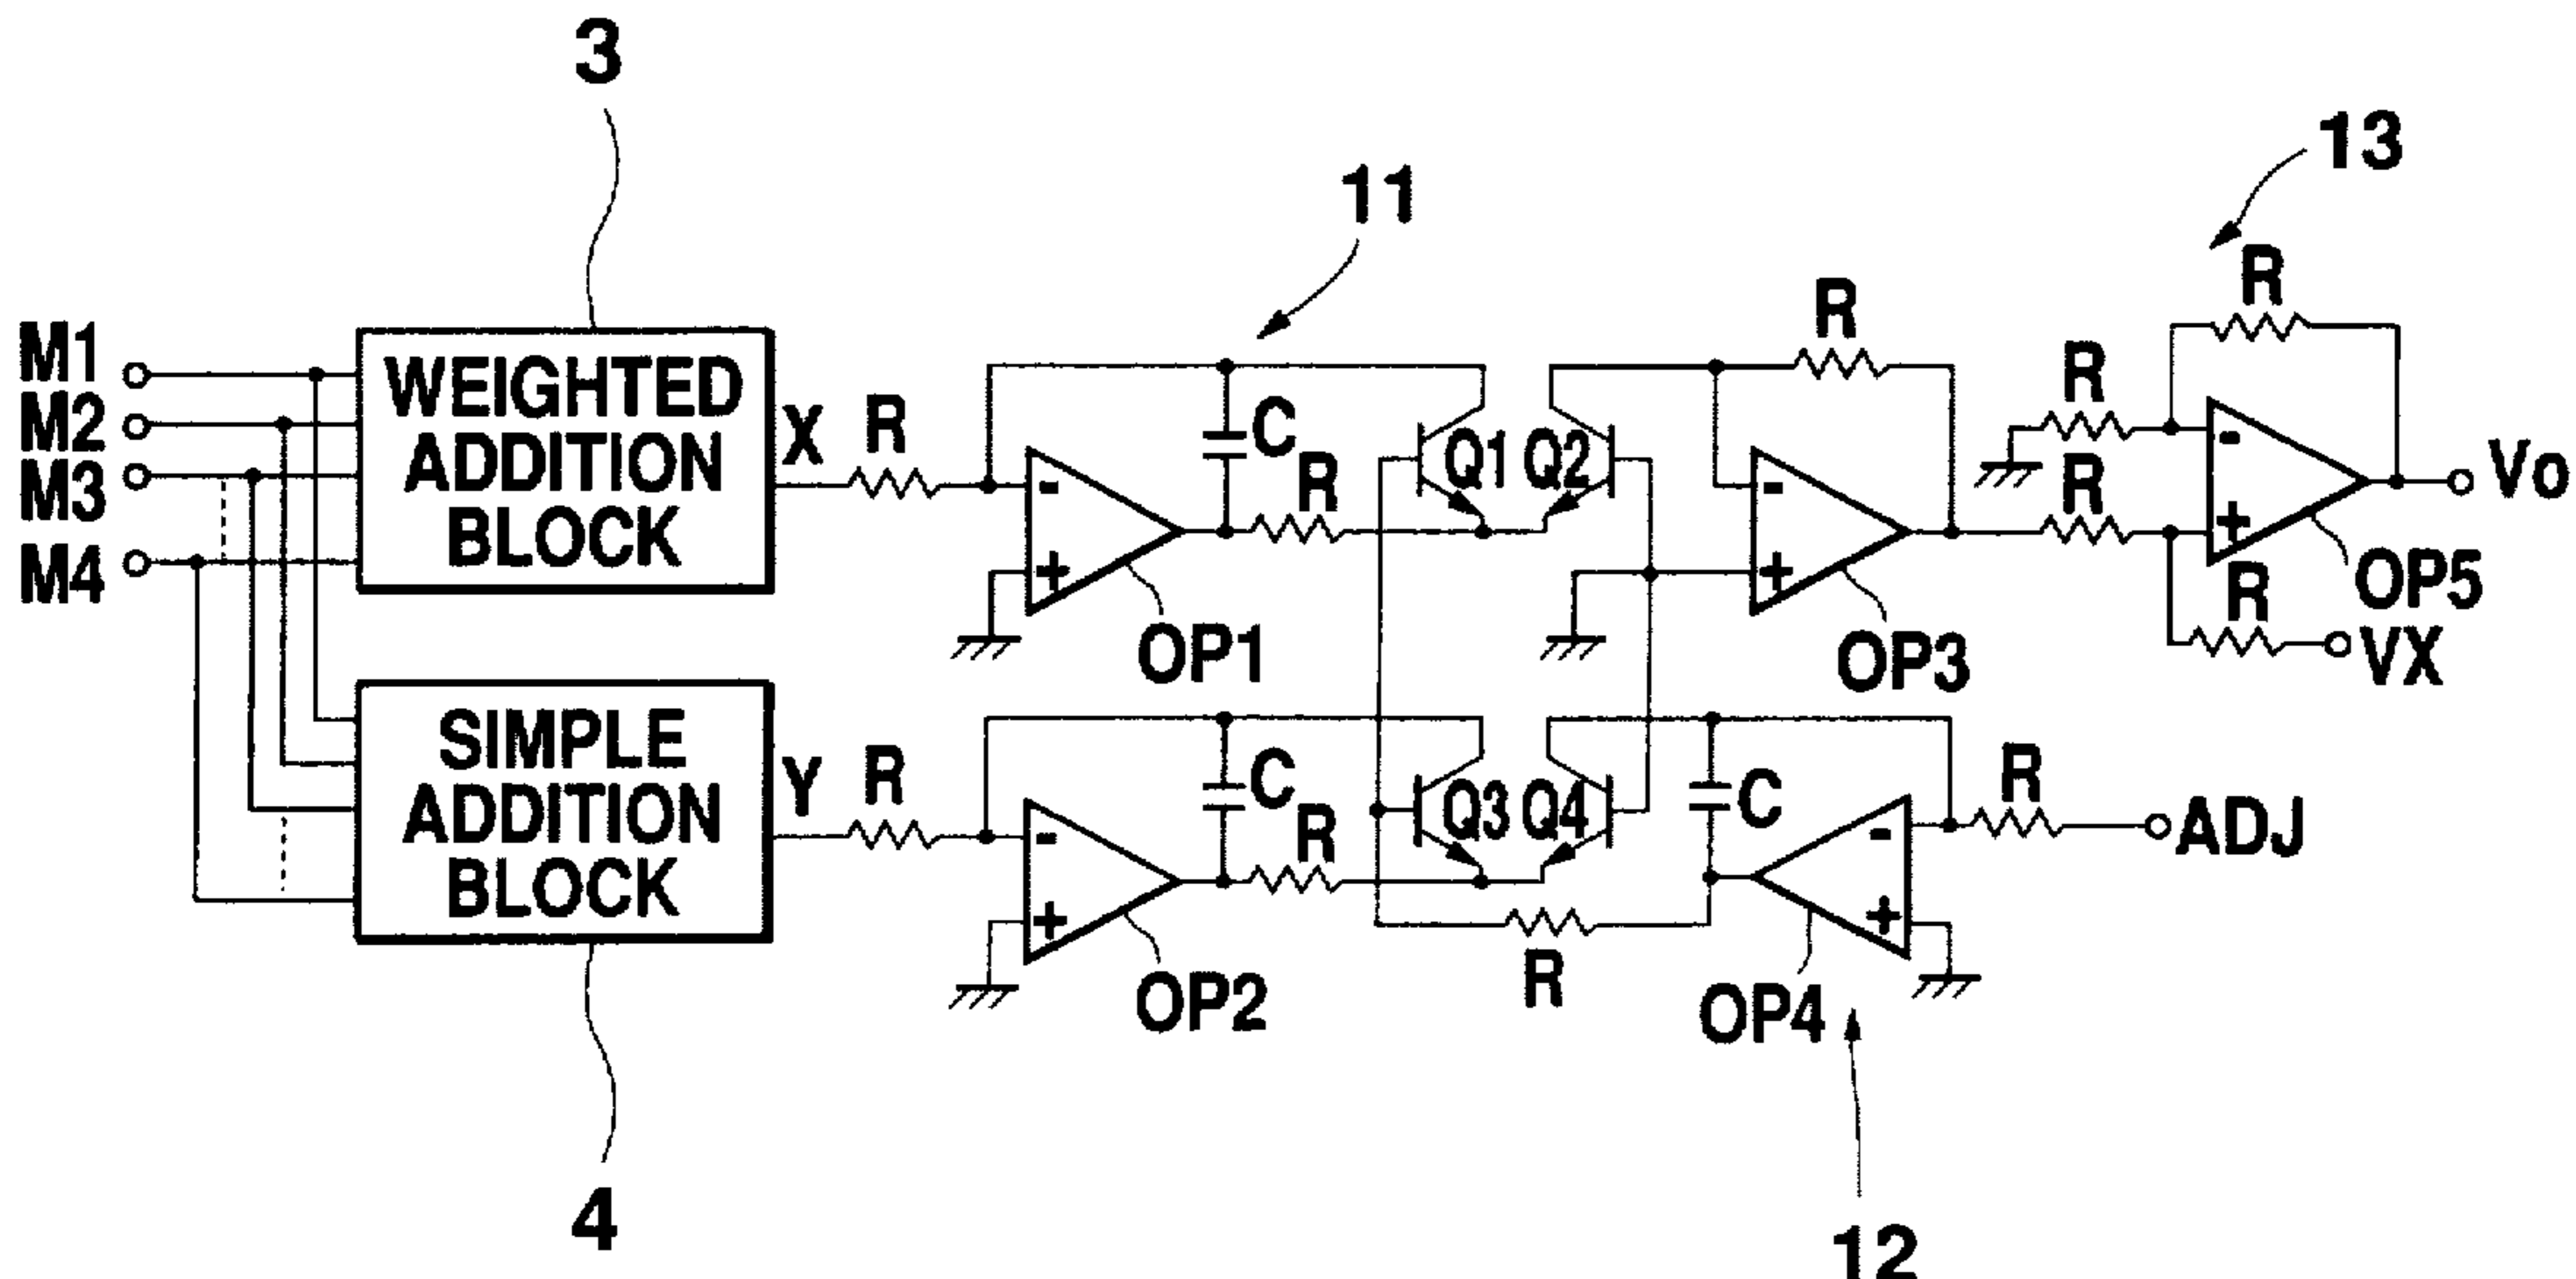 3
13
11
R
R
M1
M2
M3
M4
WEIGHTED
ADDITION
BLOCK
X
R
C
R
Q1
Q2
R
R
Vo
-
+
-
+
-
+
OP1
OP3
OP5
R
VX
SIMPLE
ADDITION
BLOCK
Y
R
C
R
Q3
Q4
C
R
ADJ
-
+
-
+
R
OP2
OP4
4
12